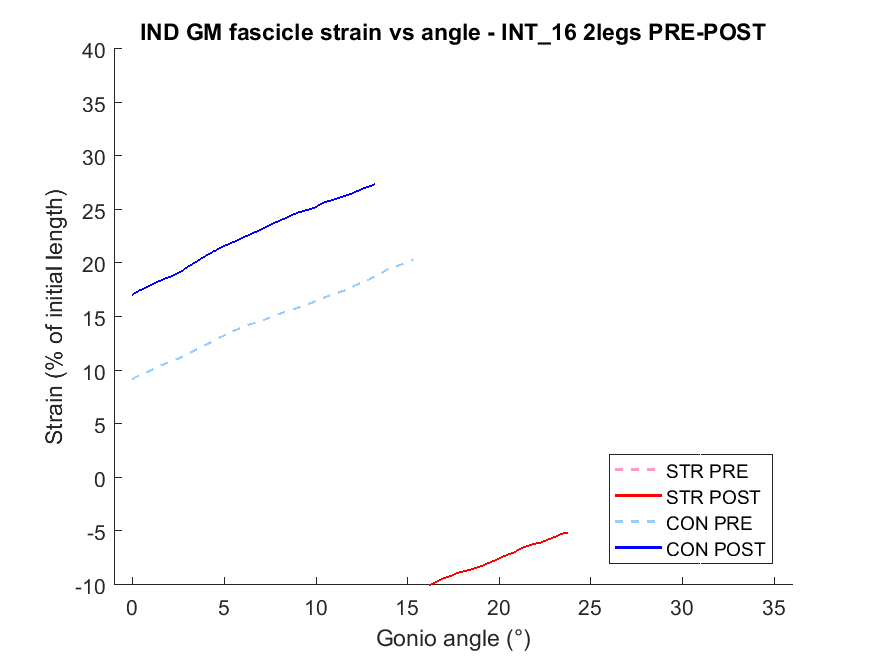 IND GM fascicle strain vs angle - INT_16 2legs PRE-POST
40
35
30
25
20
15
10
5
0
-5
-10
Strain (% of initial length)
0 5 10 15 20 25 30 35
Gonio angle (°)
STR PRE
STR POST
CON PRE
CON POST